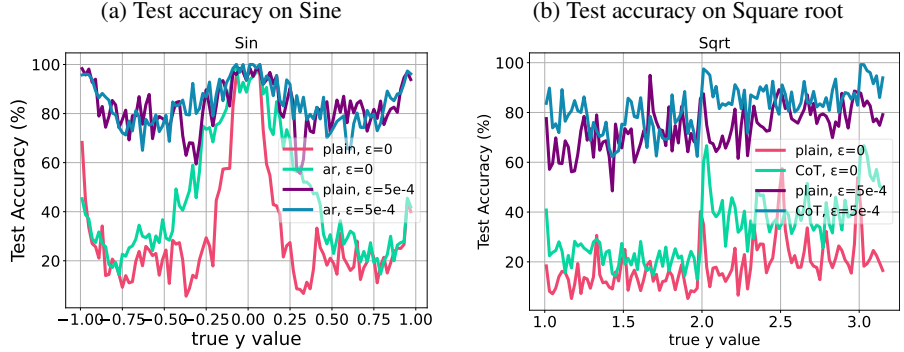 (a) Test accuracy on Sine
Sin
Test Accuracy (%)
100
80
60
40
20
−1.00 −0.75 −0.50 −0.25 0.00 0.25 0.50 0.75 1.00
true y value
plain, ε=0
ar, ε=0
plain, ε=5e-4
ar, ε=5e-4
(b) Test accuracy on Square root
Sqrt
Test Accuracy (%)
100
80
60
40
20
1.0 1.5 2.0 2.5 3.0
true y value
plain, ε=0
CoT, ε=0
plain, ε=5e-4
CoT, ε=5e-4